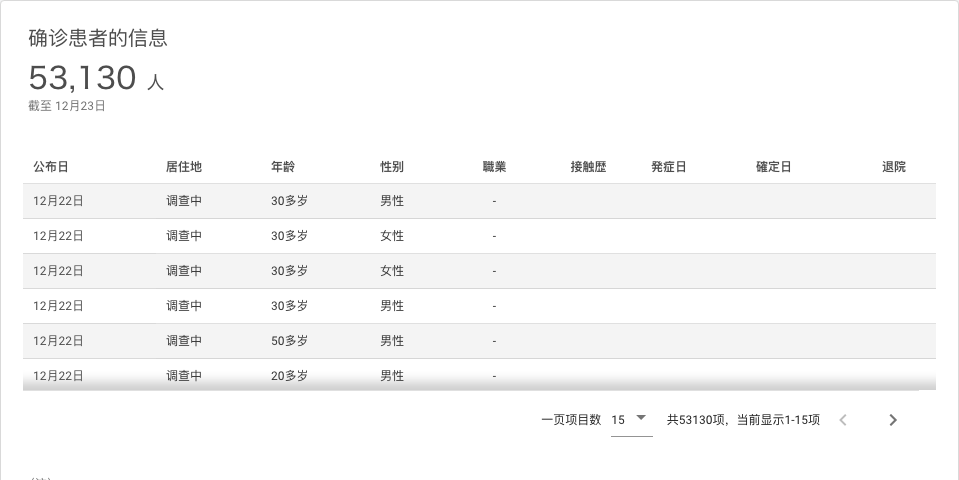 确诊患者的信息
53,130 人
截至 12月23日
公布日 居住地 年龄 性别 職業 接触歴 発症日 確定日 退院
12月22日 调查中 30多岁 男性 -
12月22日 调查中 30多岁 女性 -
12月22日 调查中 30多岁 女性 -
12月22日 调查中 30多岁 男性 -
12月22日 调查中 50多岁 男性 -
12月22日 调查中 20多岁 男性 -
一页项目数 15 共53130项，当前显示1-15项